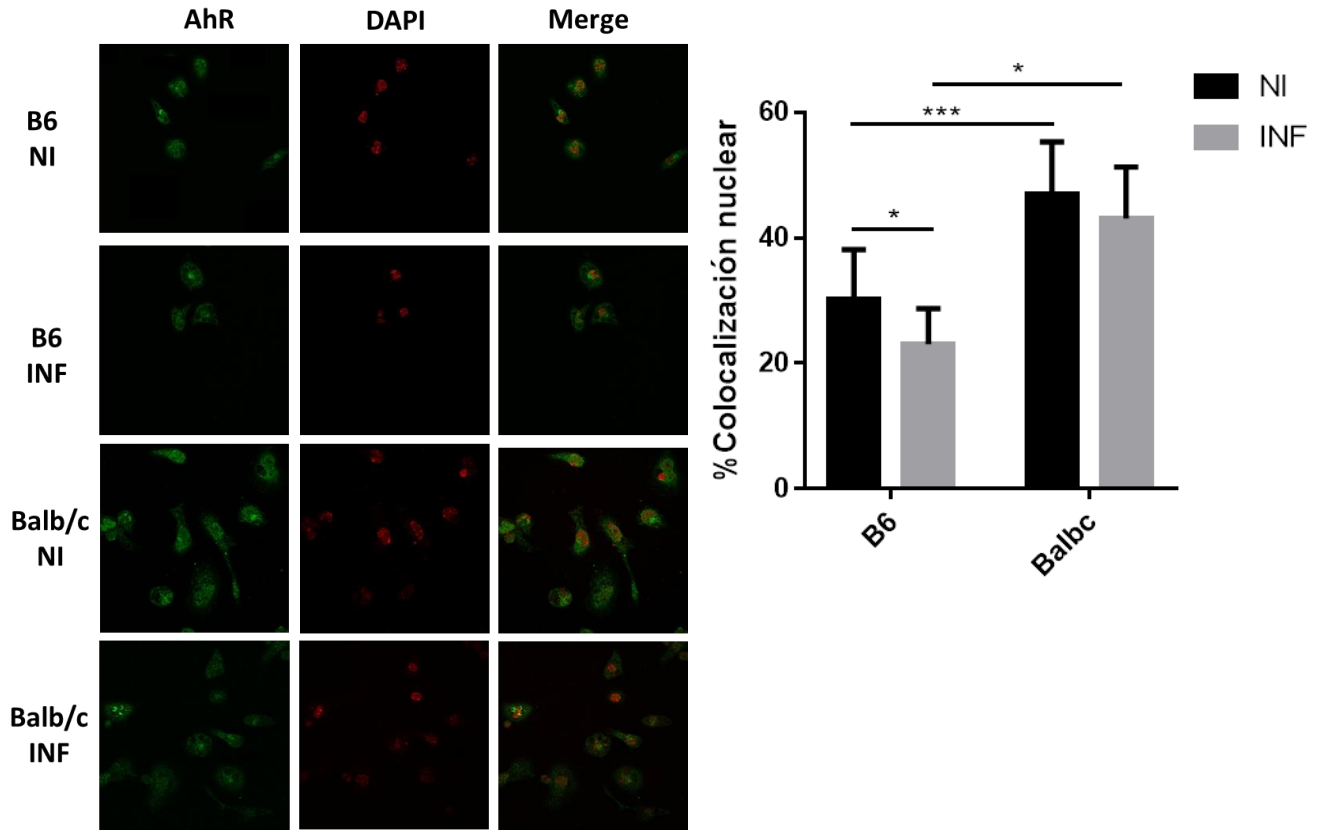 AhR DAPI Merge
B6
NI
B6
INF
Balb/c
NI
Balb/c
INF
% Colocalización nuclear
60
40
20
0
*
***
*
B6
Balbc
NI
INF